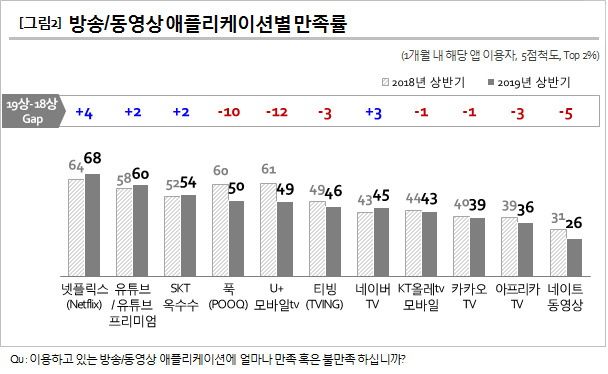 [그림2] 방송/동영상 애플리케이션별 만족률
(1개월 내 해당 앱 이용자, 5점척도, Top 2%)
2018년 상반기 2019년 상반기
19상-18상
Gap
+4 +2 +2 -10 -12 -3 +3 -1 -1 -3 -5
64 68 58 60 52 54 60 50 61 49 49 46 43 45 44 43 40 39 39 36 31 26
넷플릭스 유튜브 SKT 푹 U+ 티빙 네이버 KT올레tv 카카오 아프리카 네이트
(Netflix) /유튜브 옥수수 (POOQ) 모바일tv (TVING) TV 모바일 TV TV 동영상
프리미엄
Qu : 이용하고 있는 방송/동영상 애플리케이션에 얼마나 만족 혹은 불만족 하십니까?